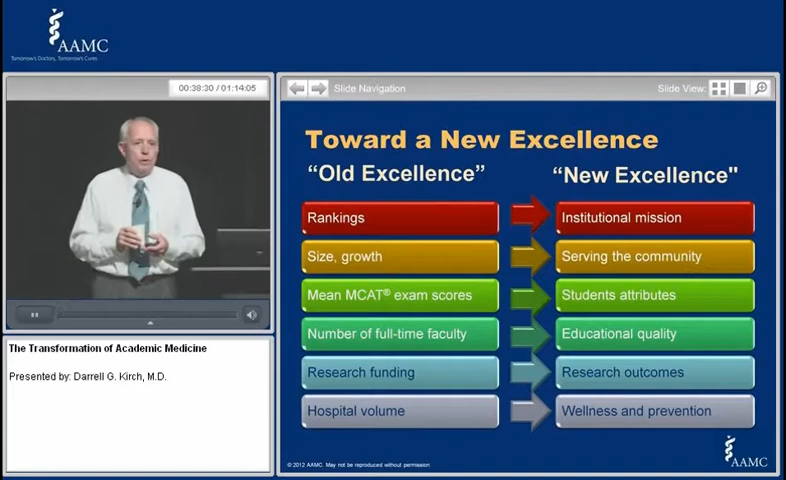 AAMC
Tomorrow's Doctors, Tomorrow's Cures
00:38:30 / 01:14:05
Slide Navigation
Slide View:
Toward a New Excellence
“Old Excellence”
“New Excellence"
Rankings
Institutional mission
Size, growth
Serving the community
Mean MCAT® exam scores
Students attributes
Number of full-time faculty
Educational quality
Research funding
Research outcomes
Hospital volume
Wellness and prevention
The Transformation of Academic Medicine
Presented by: Darrell G. Kirch, M.D.
© 2012 AAMC. May not be reproduced without permission
AAMC